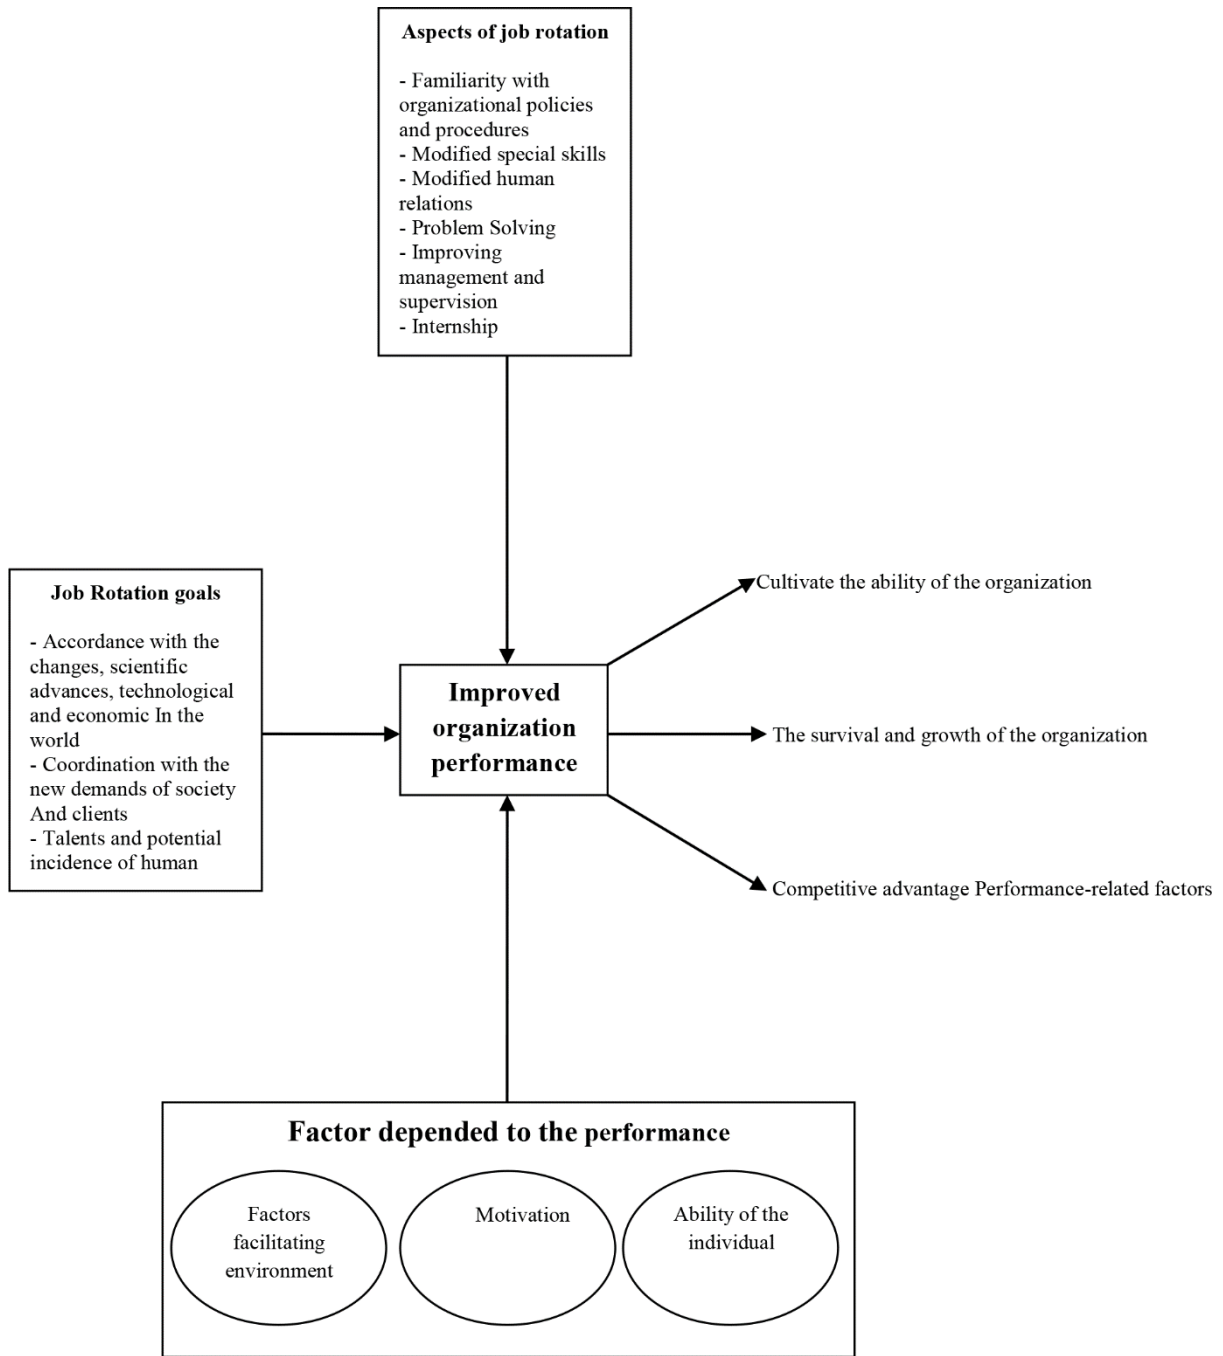 Aspects of job rotation
- Familiarity with
organizational policies
and procedures
- Modified special skills
- Modified human
relations
- Problem Solving
- Improving
management and
supervision
- Internship
Job Rotation goals
- Accordance with the
changes, scientific
advances, technological
and economic In the
world
- Coordination with the
new demands of society
And clients
- Talents and potential
incidence of human
Improved
organization
performance
Cultivate the ability of the organization
The survival and growth of the organization
Competitive advantage Performance-related factors
Factor depended to the performance
Factors
facilitating
environment
Motivation
Ability of the
individual